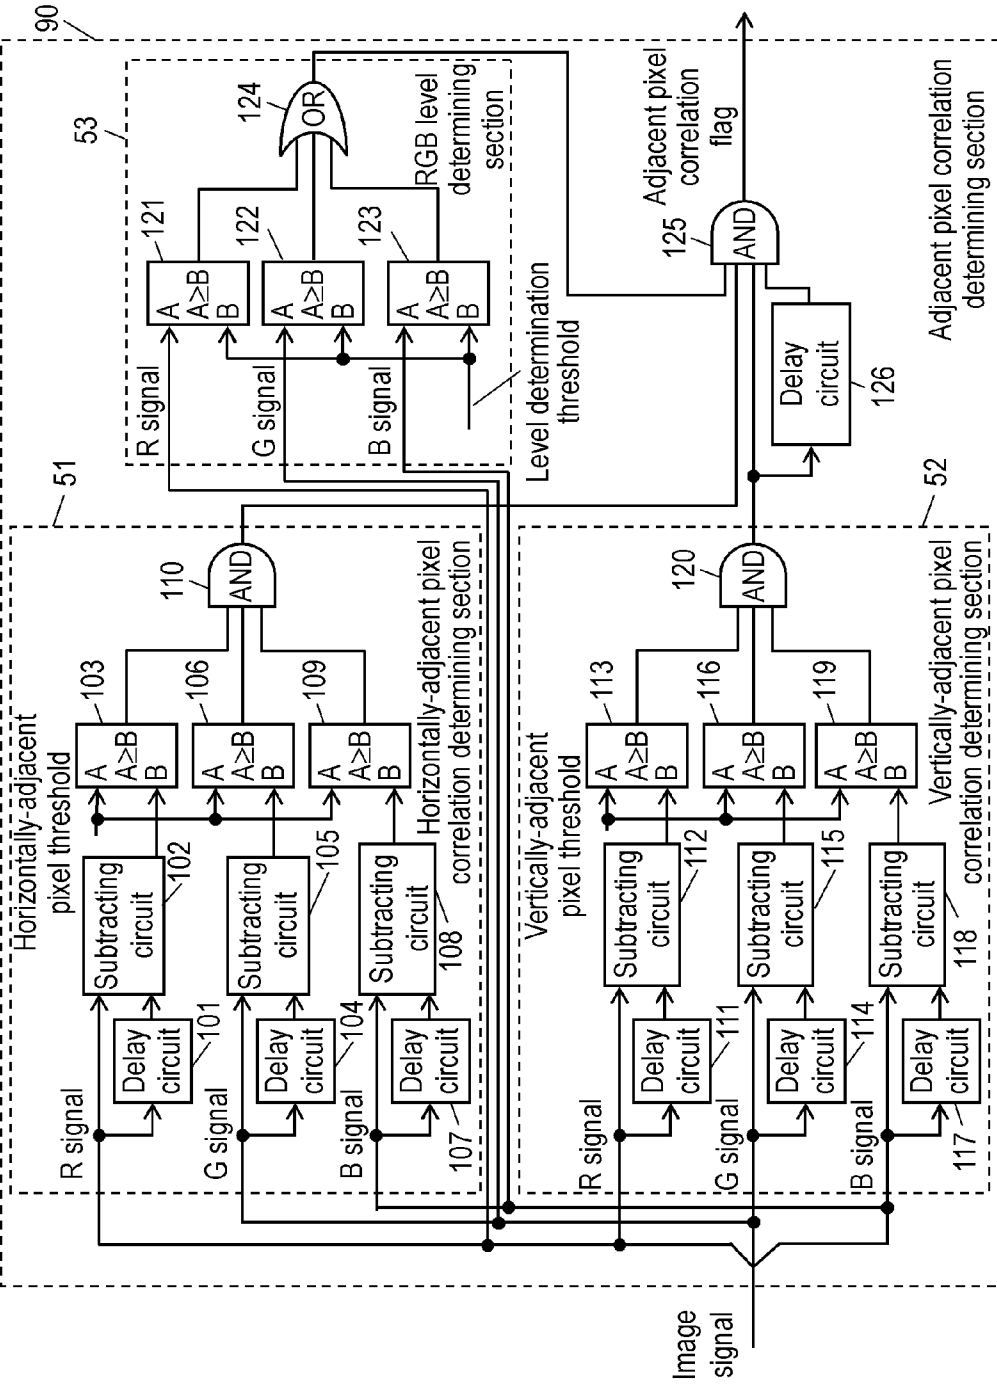 90
51
Horizontally-adjacent
pixel threshold
R signal
Delay
circuit
101
Subtracting
circuit
102
A
A≥B
B
103
G signal
Delay
circuit
104
Subtracting
circuit
105
A
A≥B
B
106
B signal
Delay
circuit
107
Subtracting
circuit
108
A
A≥B
B
109
AND
110
Horizontally-adjacent pixel
correlation determining section
53
R signal
A
A≥B
B
121
G signal
A
A≥B
B
122
B signal
A
A≥B
B
123
OR
124
RGB level
determining
section
Level determination
threshold
Image
signal
52
Vertically-adjacent
pixel threshold
R signal
Delay
circuit
111
Subtracting
circuit
112
A
A≥B
B
113
G signal
Delay
circuit
114
Subtracting
circuit
115
A
A≥B
B
116
B signal
Delay
circuit
117
Subtracting
circuit
118
A
A≥B
B
119
AND
120
Vertically-adjacent pixel
correlation determining section
Delay
circuit
126
AND
125
Adjacent pixel
correlation
flag
Adjacent pixel correlation
determining section